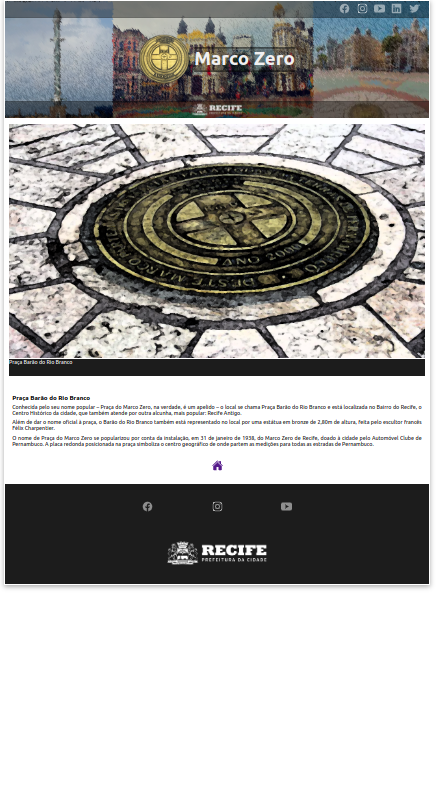 Marco Zero
RECIFE
PREFEITURA DA CIDADE
ANO 2000
Praça Barão do Rio Branco
Praça Barão do Rio Branco
Conhecida pelo seu nome popular – Praça do Marco Zero, na verdade, é um apelido – o local se chama Praça Barão do Rio Branco e está localizada no Bairro do Recife, o
Centro Histórico da cidade, que também atende por outra alcunha, mais popular: Recife Antigo.
Além de dar o nome oficial à praça, o Barão do Rio Branco também está representado no local por uma estátua em bronze de 2,80m de altura, feita pelo escultor francês
Félix Charpentier.
O nome de Praça do Marco Zero se popularizou por conta da instalação, em 31 de janeiro de 1938, do Marco Zero de Recife, doado à cidade pelo Automóvel Clube de
Pernambuco. A placa redonda posicionada na praça simboliza o centro geográfico de onde partem as medições para todas as estradas de Pernambuco.
RECIFE
PREFEITURA DA CIDADE